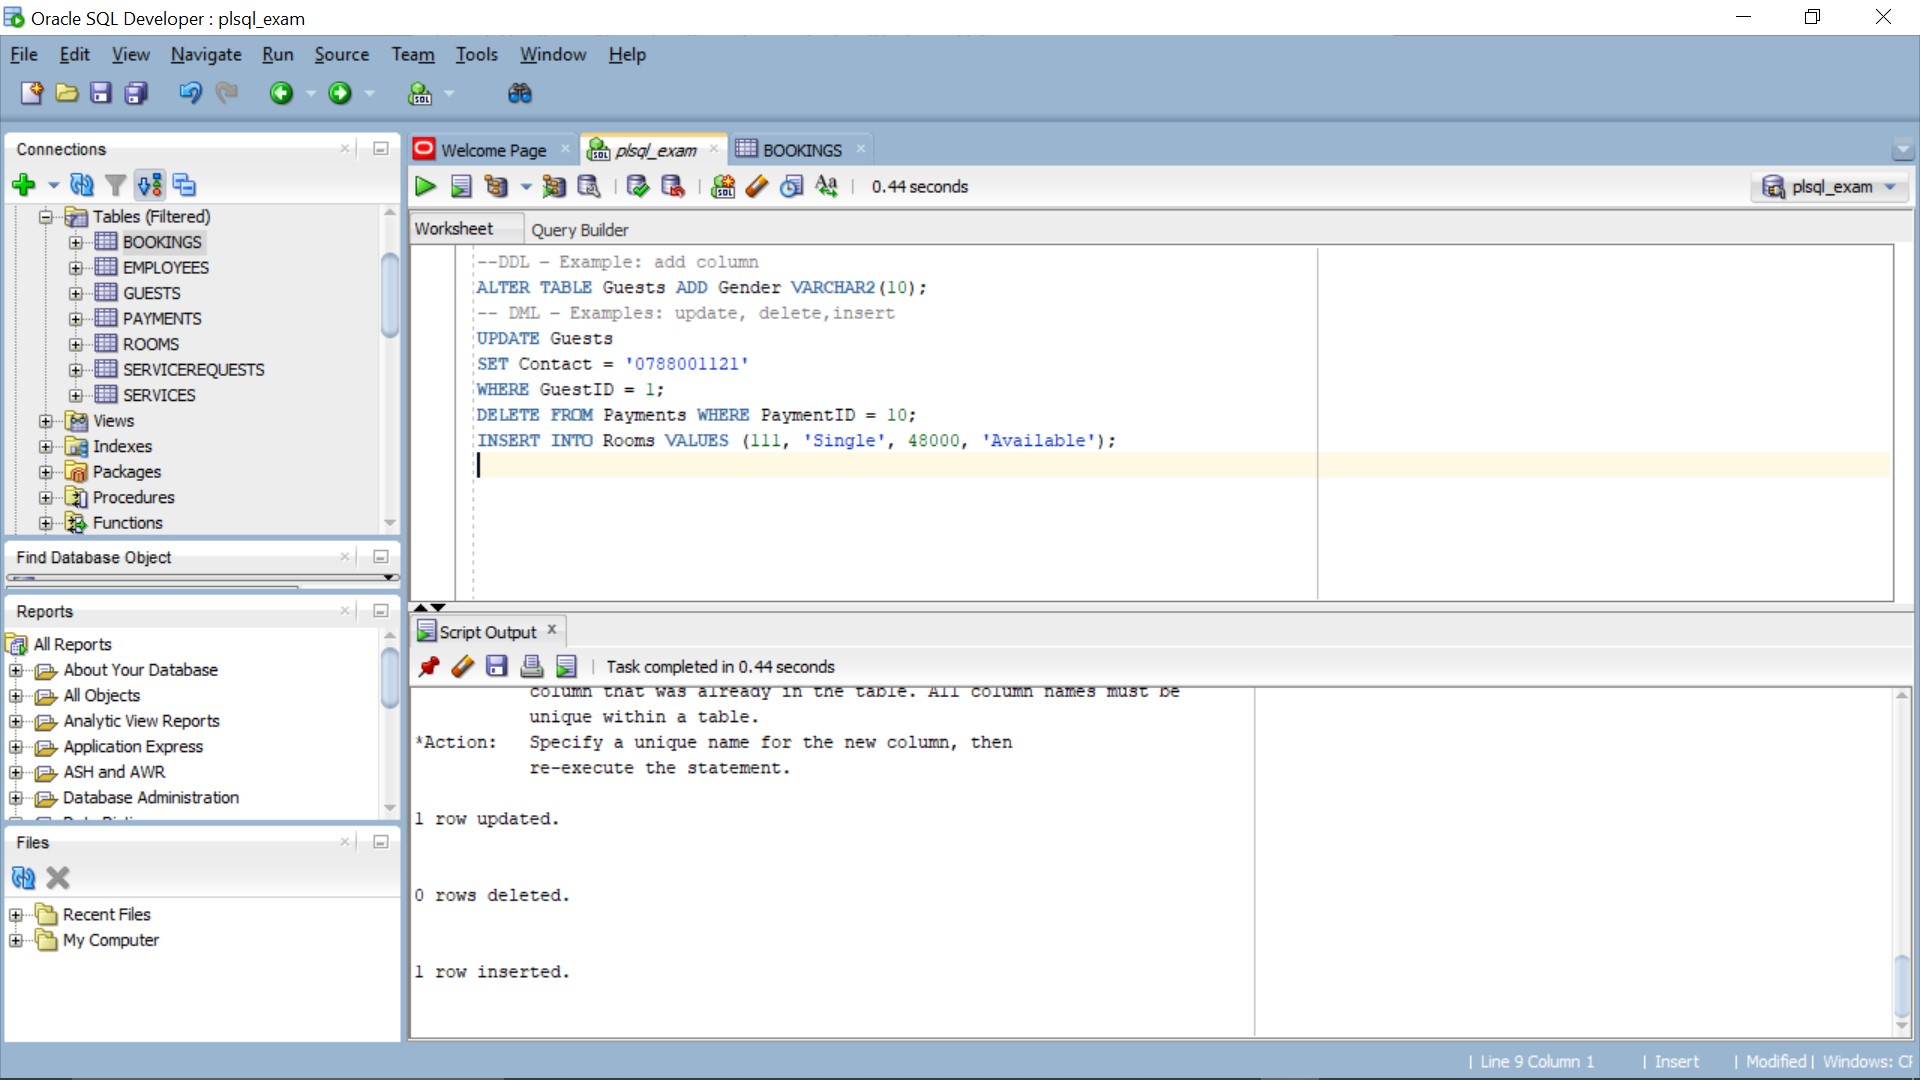 Oracle SQL Developer : plsql_exam
File Edit View Navigate Run Source Team Tools Window Help
Connections
Tables (Filtered)
BOOKINGS
EMPLOYEES
GUESTS
PAYMENTS
ROOMS
SERVICEREQUESTS
SERVICES
Views
Indexes
Packages
Procedures
Functions
Find Database Object
Reports
All Reports
About Your Database
All Objects
Analytic View Reports
Application Express
ASH and AWR
Database Administration
Files
Recent Files
My Computer
Welcome Page plsql_exam BOOKINGS
0.44 seconds plsql_exam
Worksheet Query Builder
--DDL - Example: add column
ALTER TABLE Guests ADD Gender VARCHAR2(10);
-- DML - Examples: update, delete,insert
UPDATE Guests
SET Contact = '0788001121'
WHERE GuestID = 1;
DELETE FROM Payments WHERE PaymentID = 10;
INSERT INTO Rooms VALUES (111, 'Single', 48000, 'Available');
Script Output
Task completed in 0.44 seconds
column that was already in the table. All column names must be
unique within a table.
*Action: Specify a unique name for the new column, then
re-execute the statement.
1 row updated.
0 rows deleted.
1 row inserted.
| Line 9 Column 1 | Insert | Modified | Windows: